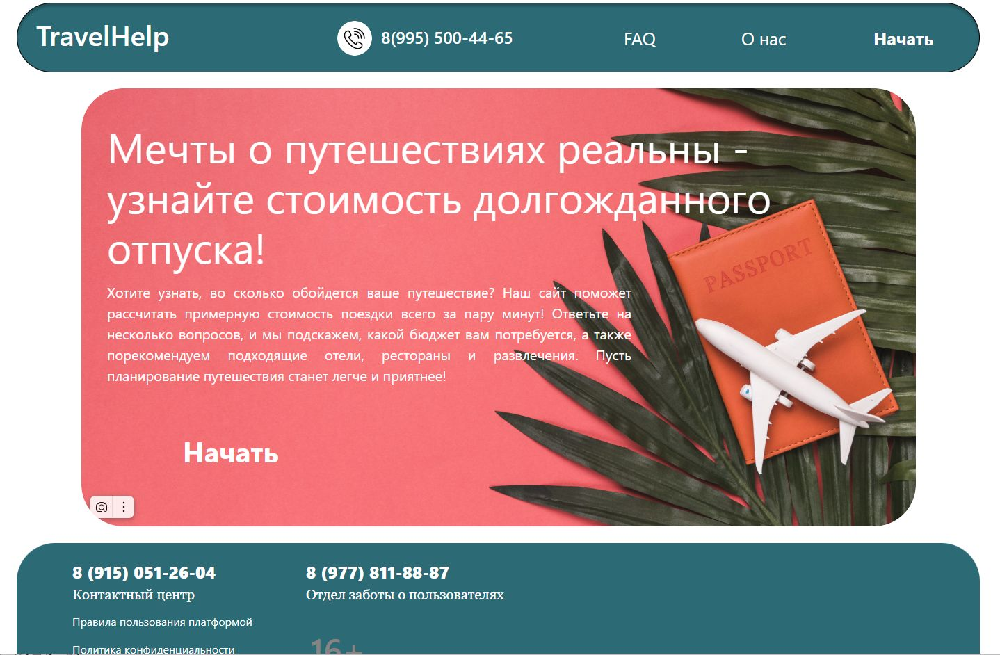 TravelHelp
8(995) 500-44-65
FAQ
О нас
Начать
Мечты о путешествиях реальны -
узнайте стоимость долгожданного
отпуска!
Хотите узнать, во сколько обойдется ваше путешествие? Наш сайт поможет
рассчитать примерную стоимость поездки всего за пару минут! Ответьте на
несколько вопросов, и мы подскажем, какой бюджет вам потребуется, а также
порекомендуем подходящие отели, рестораны и развлечения. Пусть
планирование путешествия станет легче и приятнее!
PASSPORT
Начать
8 (915) 051-26-04
Контактный центр
8 (977) 811-88-87
Отдел заботы о пользователях
Правила пользования платформой
Политика конфиденциальности
16+